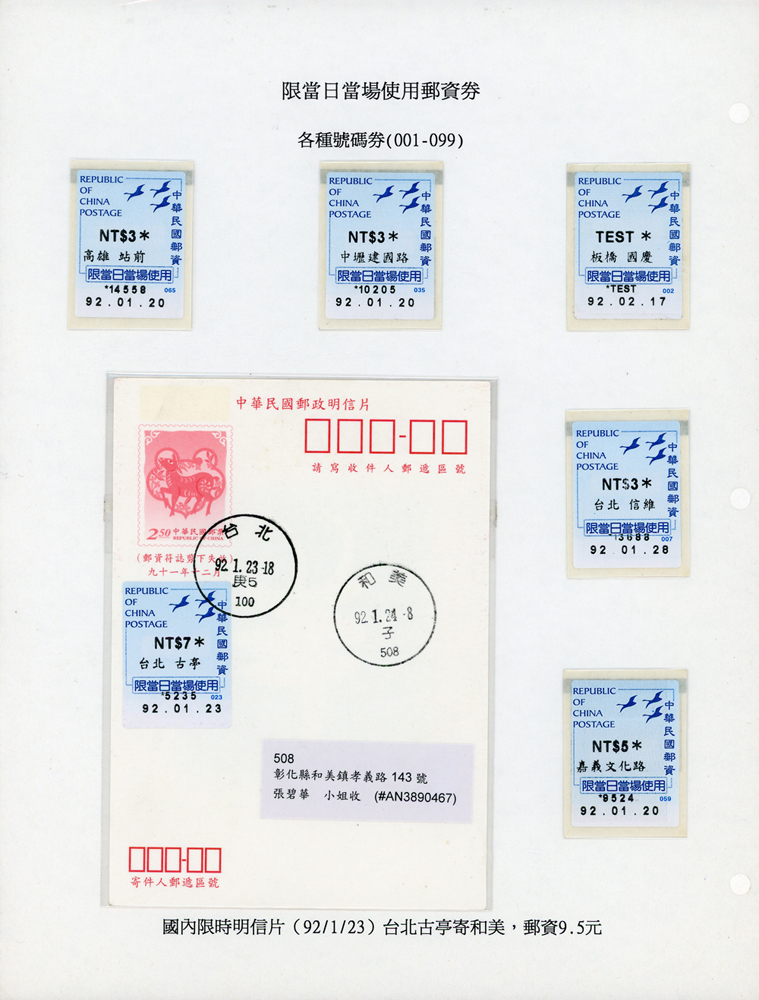 限當日當場使用郵資券
各種號碼券(001-099)
REPUBLIC
OF
CHINA
POSTAGE
中華民國郵資
NT$3*
高雄 站前
限當日當場使用
*14558 065
92.01.20
REPUBLIC
OF
CHINA
POSTAGE
中華民國郵資
NT$3*
中壢建國路
限當日當場使用
*10205 035
92.01.20
REPUBLIC
OF
CHINA
POSTAGE
中華民國郵資
TEST *
板橋 國慶
限當日當場使用
*TEST 002
92.02.17
中華民國郵政明信片
請寫收件人郵遞區號
2.50 中華民國郵票
REPUBLIC OF CHINA
(郵資符誌剪下失效)
九十一年十二月
台北
92.1.23-18
庚5
100
和美
92.1.24-8
子
508
REPUBLIC
OF
CHINA
POSTAGE
中華民國郵資
NT$7*
台北 古亭
限當日當場使用
*5235 023
92.01.23
508
彰化縣和美鎮孝義路 143 號
張碧華 小姐收 (#AN3890467)
寄件人郵遞區號
REPUBLIC
OF
CHINA
POSTAGE
中華民國郵資
NT$3*
台北 信維
限當日當場使用
*3688 007
92.01.28
REPUBLIC
OF
CHINA
POSTAGE
中華民國郵資
NT$5*
嘉義文化路
限當日當場使用
*9524 059
92.01.20
國內限時明信片（92/1/23）台北古亭寄和美，郵資9.5元